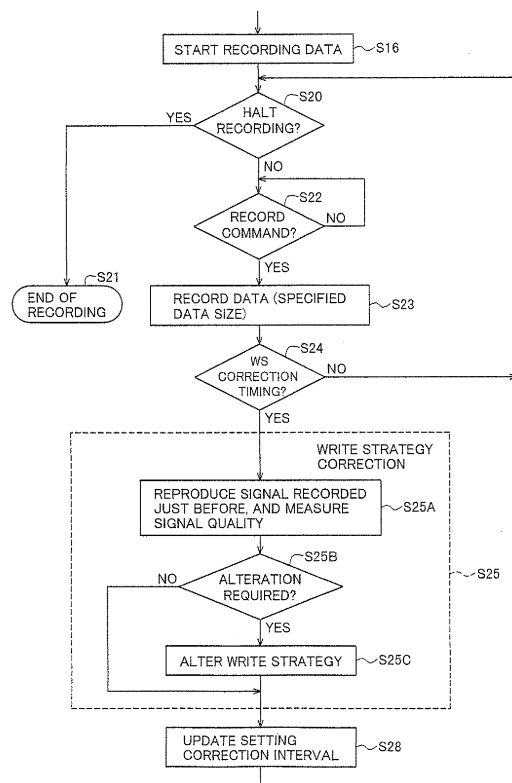 START RECORDING DATA
S16
S20
HALT
RECORDING?
YES
NO
S22
RECORD
COMMAND?
NO
YES
S21
END OF
RECORDING
RECORD DATA (SPECIFIED
DATA SIZE)
S23
S24
WS
CORRECTION
TIMING?
NO
YES
WRITE STRATEGY
CORRECTION
REPRODUCE SIGNAL RECORDED
JUST BEFORE, AND MEASURE
SIGNAL QUALITY
S25A
S25B
NO
ALTERATION
REQUIRED?
S25
YES
ALTER WRITE STRATEGY
S25C
UPDATE SETTING
CORRECTION INTERVAL
S28